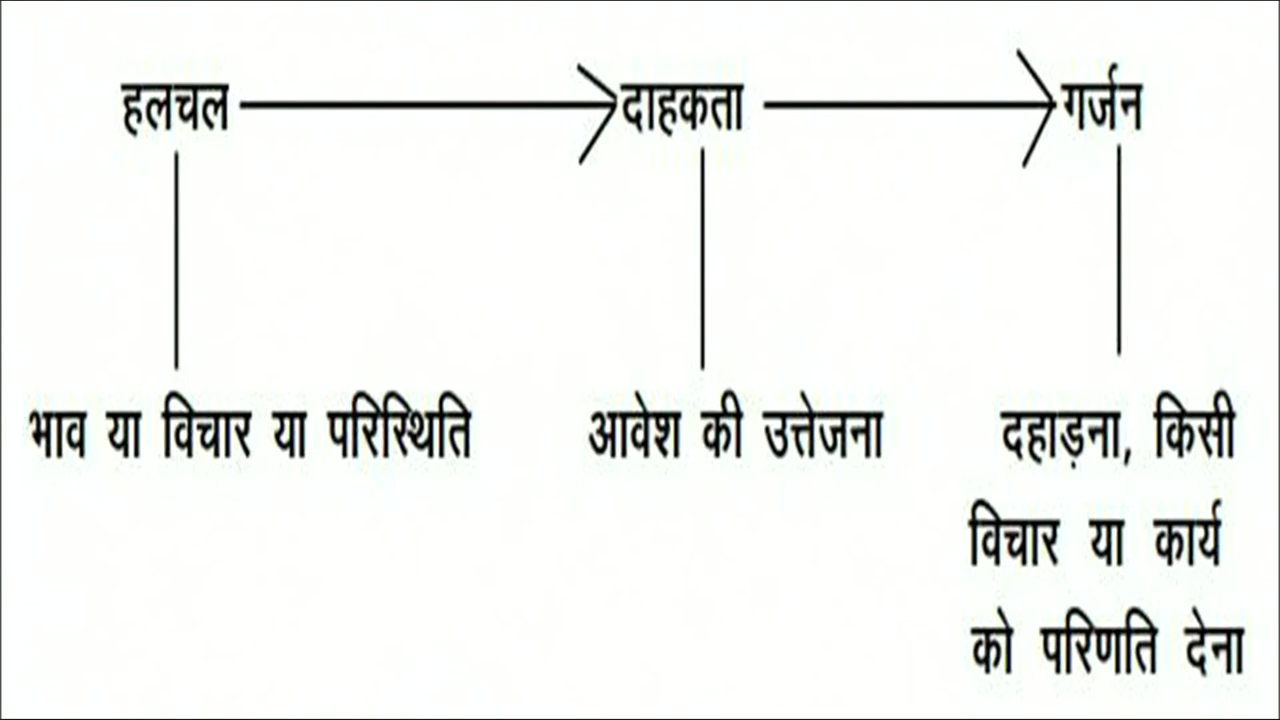 हलचल दाहकता गर्जन
भाव या विचार या परिस्थिति आवेश की उत्तेजना दहाड़ना, किसी
विचार या कार्य
को परिणति देना